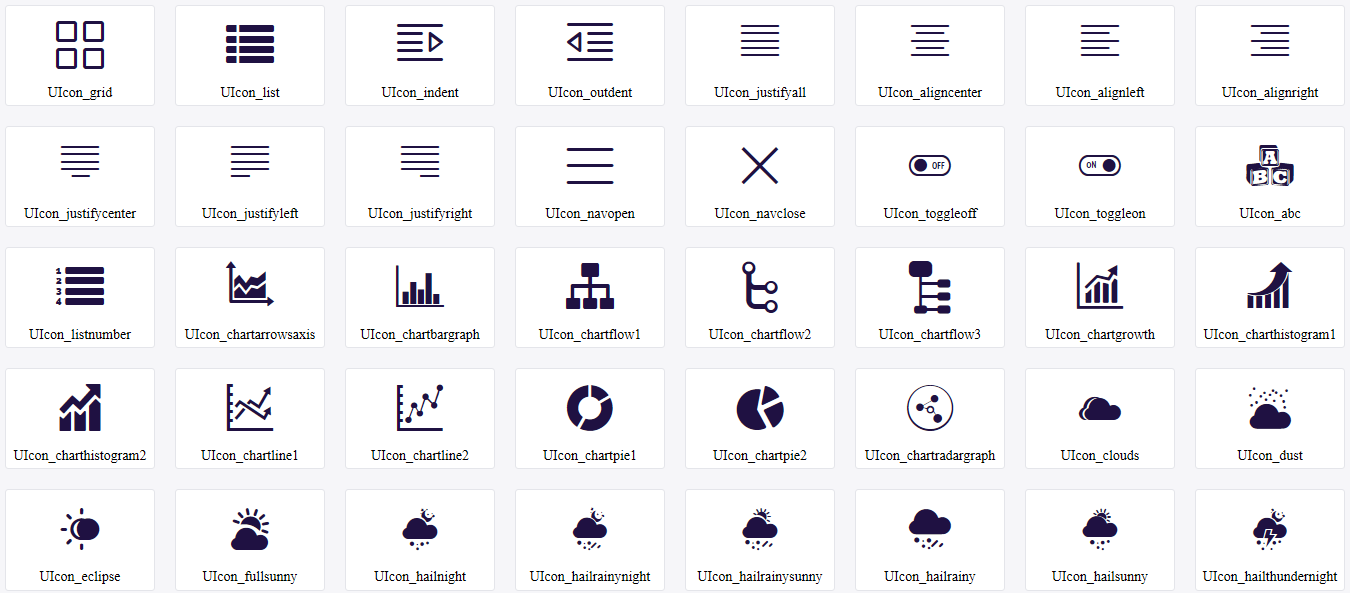 UIcon_grid
UIcon_list
UIcon_indent
UIcon_outdent
UIcon_justifyall
UIcon_aligncenter
UIcon_alignleft
UIcon_alignright
OFF
ON
A
B C
UIcon_justifycenter
UIcon_justifyleft
UIcon_justifyright
UIcon_navopen
UIcon_navclose
UIcon_toggleoff
UIcon_toggleon
UIcon_abc
1
2
3
4
UIcon_listnumber
UIcon_chartarrowsaxis
UIcon_chartbargraph
UIcon_chartflow1
UIcon_chartflow2
UIcon_chartflow3
UIcon_chartgrowth
UIcon_charthistogram1
UIcon_charthistogram2
UIcon_chartline1
UIcon_chartline2
UIcon_chartpie1
UIcon_chartpie2
UIcon_chartradargraph
UIcon_clouds
UIcon_dust
UIcon_eclipse
UIcon_fullsunny
UIcon_hailnight
UIcon_hailrainynight
UIcon_hailrainysunny
UIcon_hailrainy
UIcon_hailsunny
UIcon_hailthundernight